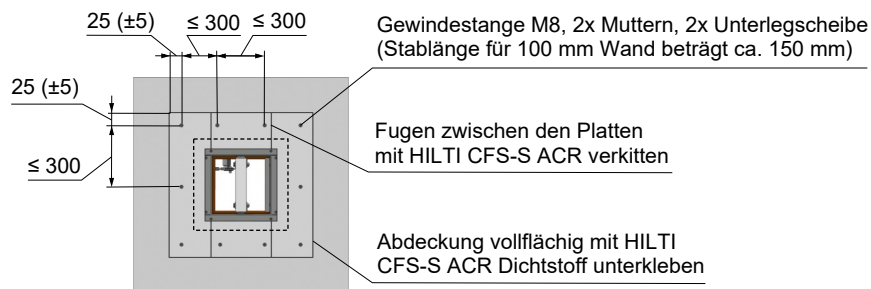 25 (±5)
≤ 300
≤ 300
25 (±5)
≤ 300
Gewindestange M8, 2x Muttern, 2x Unterlegscheibe
(Stablänge für 100 mm Wand beträgt ca. 150 mm)
Fugen zwischen den Platten
mit HILTI CFS-S ACR verkitten
Abdeckung vollflächig mit HILTI
CFS-S ACR Dichtstoff unterkleben